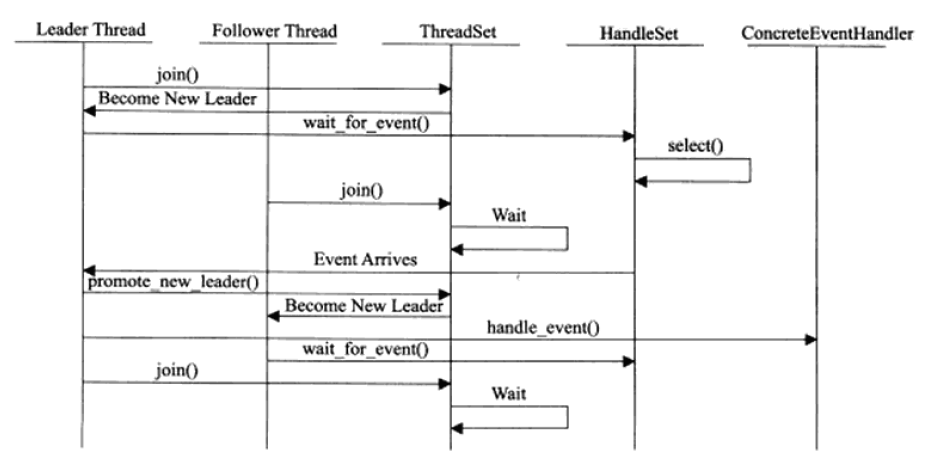 Leader Thread
Follower Thread
ThreadSet
HandleSet
ConcreteEventHandler
join()
Become New Leader
wait_for_event()
select()
join()
Wait
Event Arrives
promote_new_leader()
Become New Leader
handle_event()
wait_for_event()
join()
Wait